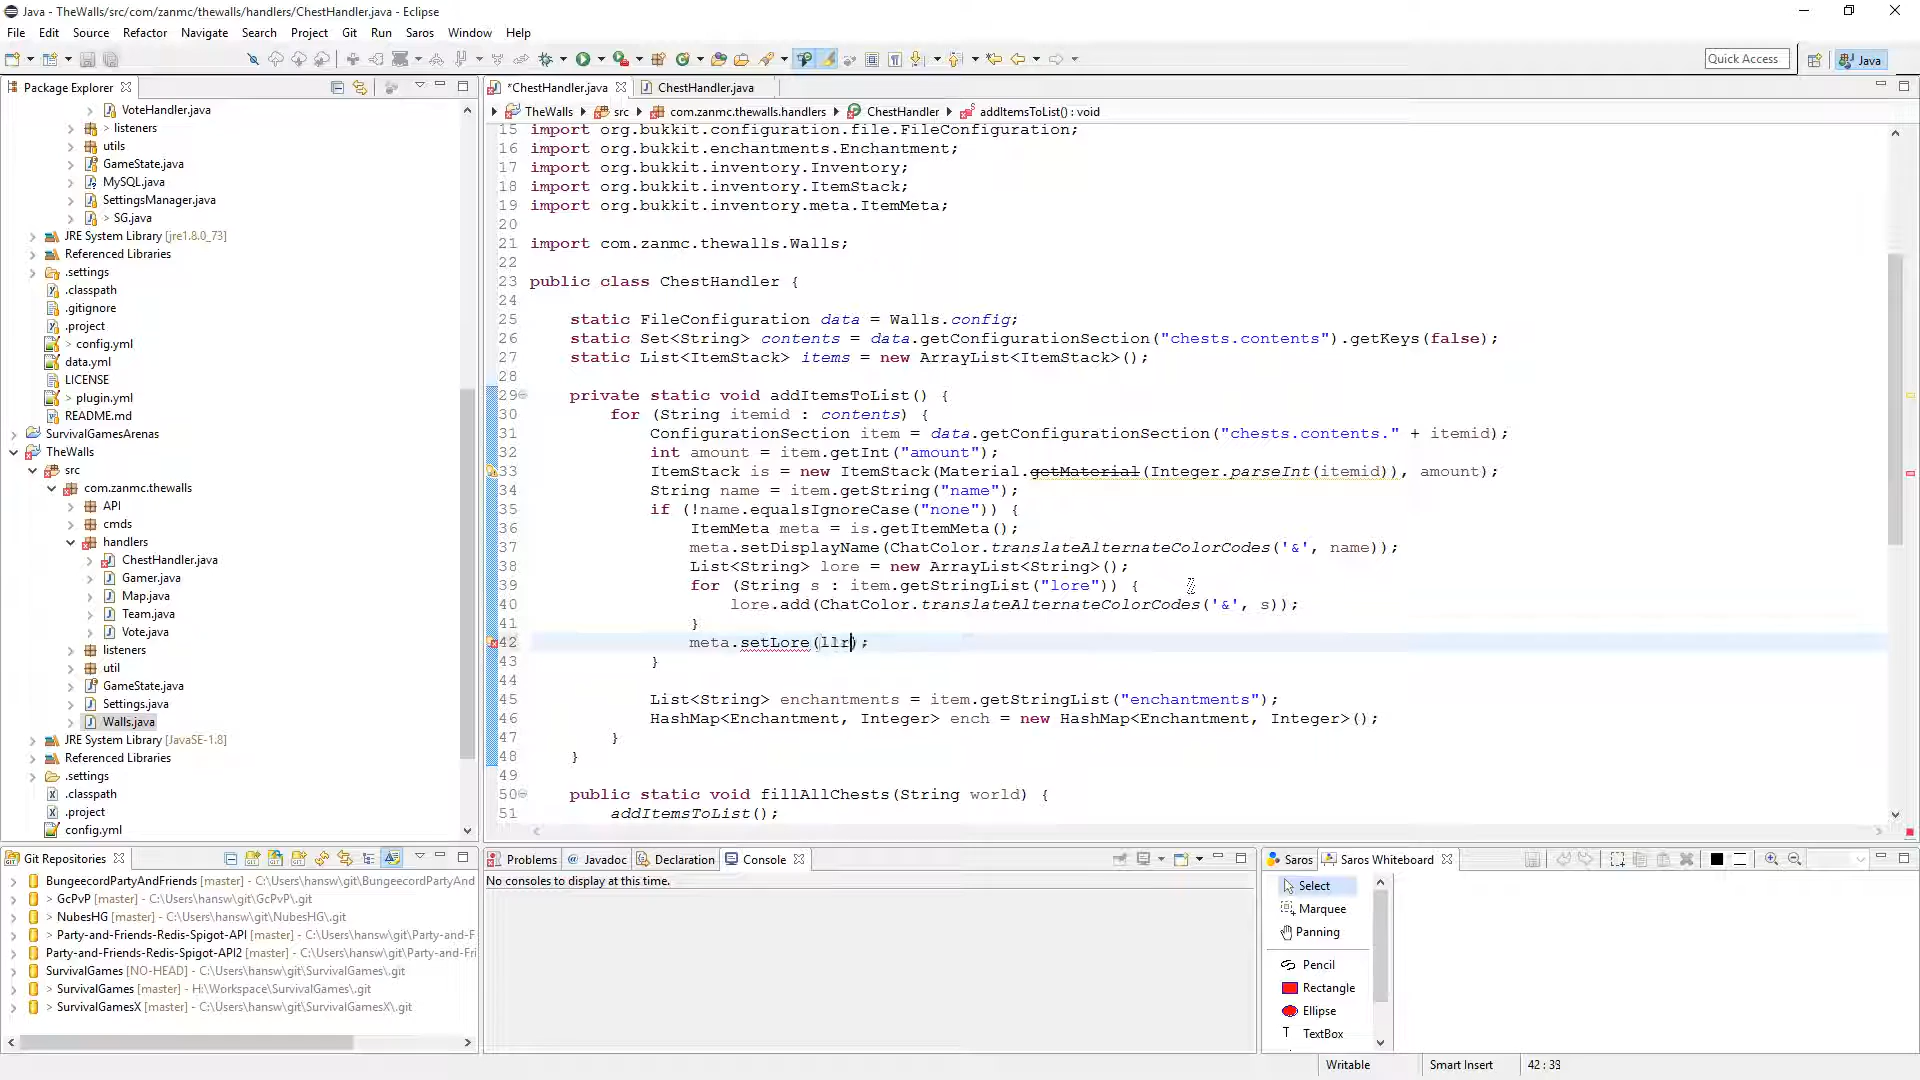 Java - TheWalls/src/com/zanmc/thewalls/handlers/ChestHandler.java - Eclipse
File Edit Source Refactor Navigate Search Project Git Run Saros Window Help
Quick Access
Java
Package Explorer
*ChestHandler.java
ChestHandler.java
TheWalls src com.zanmc.thewalls.handlers ChestHandler addItemsToList() : void
VoteHandler.java
> listeners
utils
GameState.java
MySQL.java
SettingsManager.java
> SG.java
JRE System Library [jre1.8.0_73]
Referenced Libraries
.settings
.classpath
.gitignore
.project
> config.yml
data.yml
LICENSE
> plugin.yml
README.md
SurvivalGamesArenas
TheWalls
src
com.zanmc.thewalls
API
cmds
handlers
ChestHandler.java
Gamer.java
Map.java
Team.java
Vote.java
listeners
util
GameState.java
Settings.java
Walls.java
JRE System Library [JavaSE-1.8]
Referenced Libraries
.settings
.classpath
.project
config.yml
15 import org.bukkit.configuration.file.FileConfiguration;
16 import org.bukkit.enchantments.Enchantment;
17 import org.bukkit.inventory.Inventory;
18 import org.bukkit.inventory.ItemStack;
19 import org.bukkit.inventory.meta.ItemMeta;
20
21 import com.zanmc.thewalls.Walls;
22
23 public class ChestHandler {
24
25 static FileConfiguration data = Walls.config;
26 static Set<String> contents = data.getConfigurationSection("chests.contents").getKeys(false);
27 static List<ItemStack> items = new ArrayList<ItemStack>();
28
29 private static void addItemsToList() {
30 for (String itemid : contents) {
31 ConfigurationSection item = data.getConfigurationSection("chests.contents." + itemid);
32 int amount = item.getInt("amount");
33 ItemStack is = new ItemStack(Material.getMaterial(Integer.parseInt(itemid)), amount);
34 String name = item.getString("name");
35 if (!name.equalsIgnoreCase("none")) {
36 ItemMeta meta = is.getItemMeta();
37 meta.setDisplayName(ChatColor.translateAlternateColorCodes('&', name));
38 List<String> lore = new ArrayList<String>();
39 for (String s : item.getStringList("lore")) {
40 lore.add(ChatColor.translateAlternateColorCodes('&', s));
41 }
42 meta.setLore(llr);
43 }
44
45 List<String> enchantments = item.getStringList("enchantments");
46 HashMap<Enchantment, Integer> ench = new HashMap<Enchantment, Integer>();
47 }
48 }
49
50 public static void fillAllChests(String world) {
51 addItemsToList();
Git Repositories
BungeecordPartyAndFriends [master] - C:\Users\hansw\git\BungeecordPartyAnd
> GcPvP [master] - C:\Users\hansw\git\GcPvP\.git
> NubesHG [master] - C:\Users\hansw\git\NubesHG\.git
> Party-and-Friends-Redis-Spigot-API [master] - C:\Users\hansw\git\Party-and-F
Party-and-Friends-Redis-Spigot-API2 [master] - C:\Users\hansw\git\Party-and-Fri
SurvivalGames [NO-HEAD] - C:\Users\hansw\git\SurvivalGames\.git
> SurvivalGames [master] - H:\Workspace\SurvivalGames\.git
> SurvivalGamesX [master] - C:\Users\hansw\git\SurvivalGamesX\.git
Problems Javadoc Declaration Console
No consoles to display at this time.
Saros Saros Whiteboard
Select
Marquee
Panning
Pencil
Rectangle
Ellipse
T TextBox
Writable Smart Insert 42 : 39